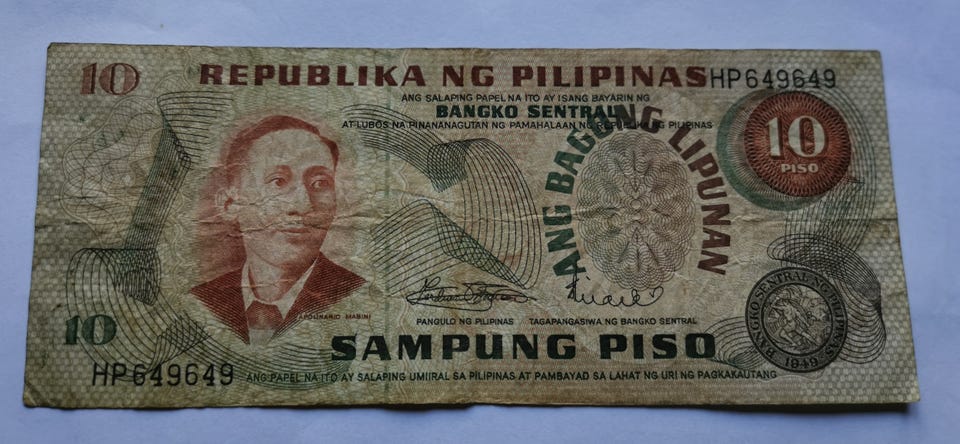 10
REPUBLIKA NG PILIPINAS HP649649
ANG SALAPING PAPEL NA ITO AY ISANG BAYARIN NG
BANGKO SENTRAL
AT LUBOS NA PINANANAGUTAN NG PAMAHALAAN NG REPUBLIKA NG PILIPINAS
10
PISO
ANG BAGONG LIPUNAN
APOLINARIO MABINI
PANGULO NG PILIPINAS TAGAPANGASIWA NG BANGKO SENTRAL
BANGKO SENTRAL NG PILIPINAS
1949
10
SAMPUNG PISO
HP649649
ANG PAPEL NA ITO AY SALAPING UMIIRAL SA PILIPINAS AT PAMBAYAD SA LAHAT NG URI NG PAGKAKAUTANG